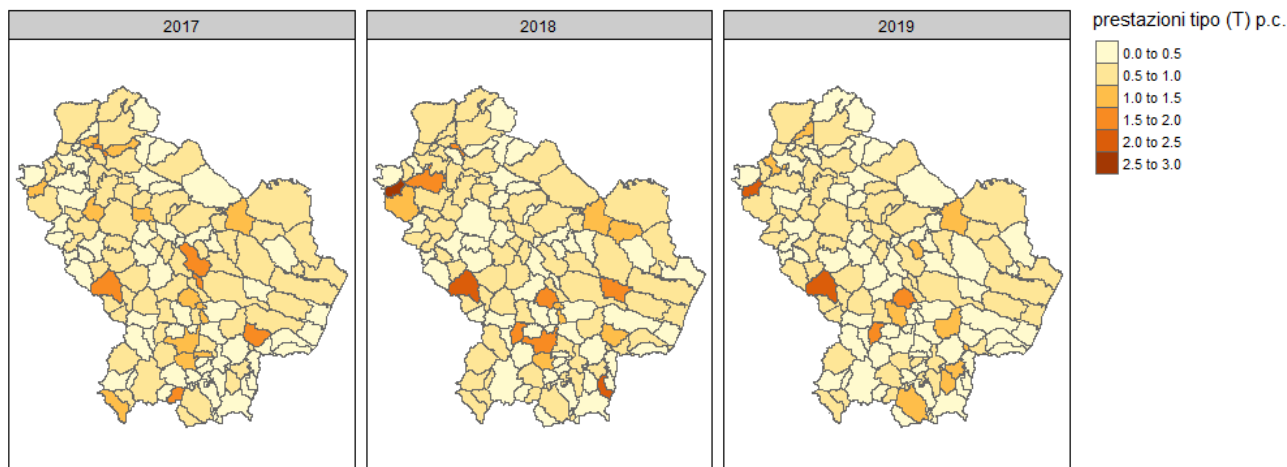 2017
2018
2019
prestazioni tipo (T) p.c.
0.0 to 0.5
0.5 to 1.0
1.0 to 1.5
1.5 to 2.0
2.0 to 2.5
2.5 to 3.0